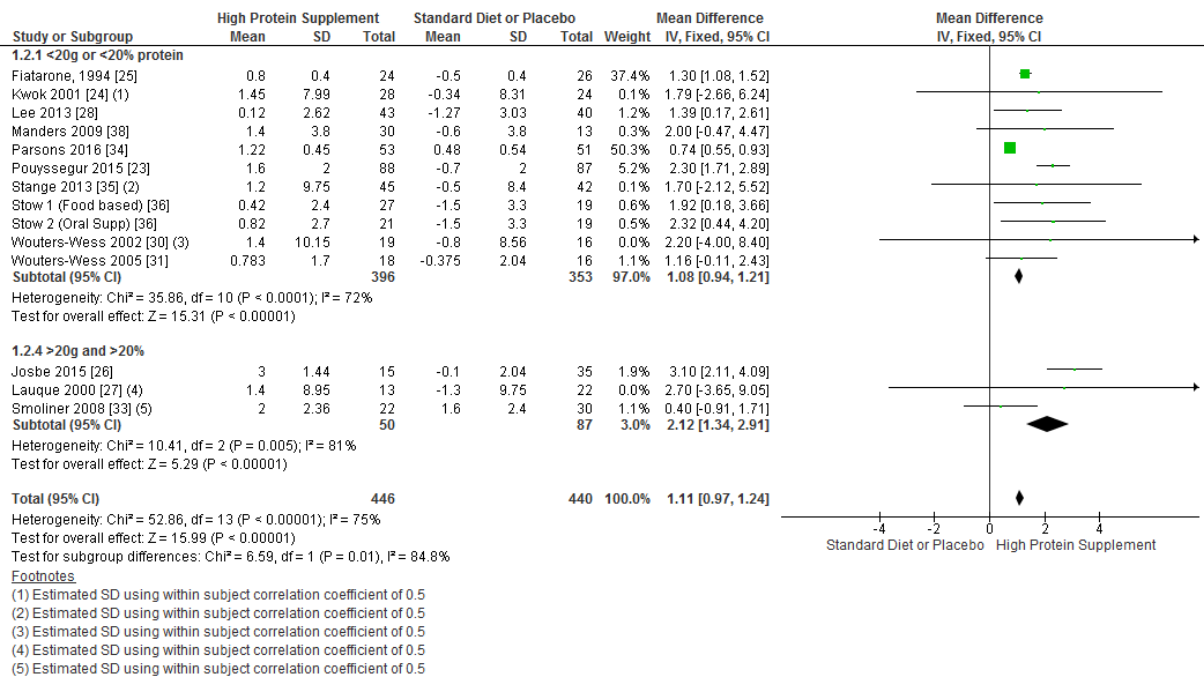 High Protein Supplement Standard Diet or Placebo Mean Difference Mean Difference
Study or Subgroup Mean SD Total Mean SD Total Weight IV, Fixed, 95% CI IV, Fixed, 95% CI
1.2.1 <20g or <20% protein
Fiatarone, 1994 [25] 0.8 0.4 24 -0.5 0.4 26 37.4% 1.30 [1.08, 1.52]
Kwok 2001 [24] (1) 1.45 7.99 28 -0.34 8.31 24 0.1% 1.79 [-2.66, 6.24]
Lee 2013 [28] 0.12 2.62 43 -1.27 3.03 40 1.2% 1.39 [0.17, 2.61]
Manders 2009 [38] 1.4 3.8 30 -0.6 3.8 13 0.3% 2.00 [-0.47, 4.47]
Parsons 2016 [34] 1.22 0.45 53 0.48 0.54 51 50.3% 0.74 [0.55, 0.93]
Pouyssegur 2015 [23] 1.6 2 88 -0.7 2 87 5.2% 2.30 [1.71, 2.89]
Stange 2013 [35] (2) 1.2 9.75 45 -0.5 8.4 42 0.1% 1.70 [-2.12, 5.52]
Stow 1 (Food based) [36] 0.42 2.4 27 -1.5 3.3 19 0.6% 1.92 [0.18, 3.66]
Stow 2 (Oral Supp) [36] 0.82 2.7 21 -1.5 3.3 19 0.5% 2.32 [0.44, 4.20]
Wouters-Wess 2002 [30] (3) 1.4 10.15 19 -0.8 8.56 16 0.0% 2.20 [-4.00, 8.40]
Wouters-Wess 2005 [31] 0.783 1.7 18 -0.375 2.04 16 1.1% 1.16 [-0.11, 2.43]
Subtotal (95% CI) 396 353 97.0% 1.08 [0.94, 1.21]
Heterogeneity: Chi² = 35.86, df = 10 (P < 0.0001); I² = 72%
Test for overall effect: Z = 15.31 (P < 0.00001)
1.2.4 >20g and >20%
Josbe 2015 [26] 3 1.44 15 -0.1 2.04 35 1.9% 3.10 [2.11, 4.09]
Lauque 2000 [27] (4) 1.4 8.95 13 -1.3 9.75 22 0.0% 2.70 [-3.65, 9.05]
Smoliner 2008 [33] (5) 2 2.36 22 1.6 2.4 30 1.1% 0.40 [-0.91, 1.71]
Subtotal (95% CI) 50 87 3.0% 2.12 [1.34, 2.91]
Heterogeneity: Chi² = 10.41, df = 2 (P = 0.005); I² = 81%
Test for overall effect: Z = 5.29 (P < 0.00001)
Total (95% CI) 446 440 100.0% 1.11 [0.97, 1.24]
Heterogeneity: Chi² = 52.86, df = 13 (P < 0.00001); I² = 75%
Test for overall effect: Z = 15.99 (P < 0.00001)
Test for subgroup differences: Chi² = 6.59, df = 1 (P = 0.01), I² = 84.8%
-4 -2 0 2 4
Standard Diet or Placebo High Protein Supplement
Footnotes
(1) Estimated SD using within subject correlation coefficient of 0.5
(2) Estimated SD using within subject correlation coefficient of 0.5
(3) Estimated SD using within subject correlation coefficient of 0.5
(4) Estimated SD using within subject correlation coefficient of 0.5
(5) Estimated SD using within subject correlation coefficient of 0.5